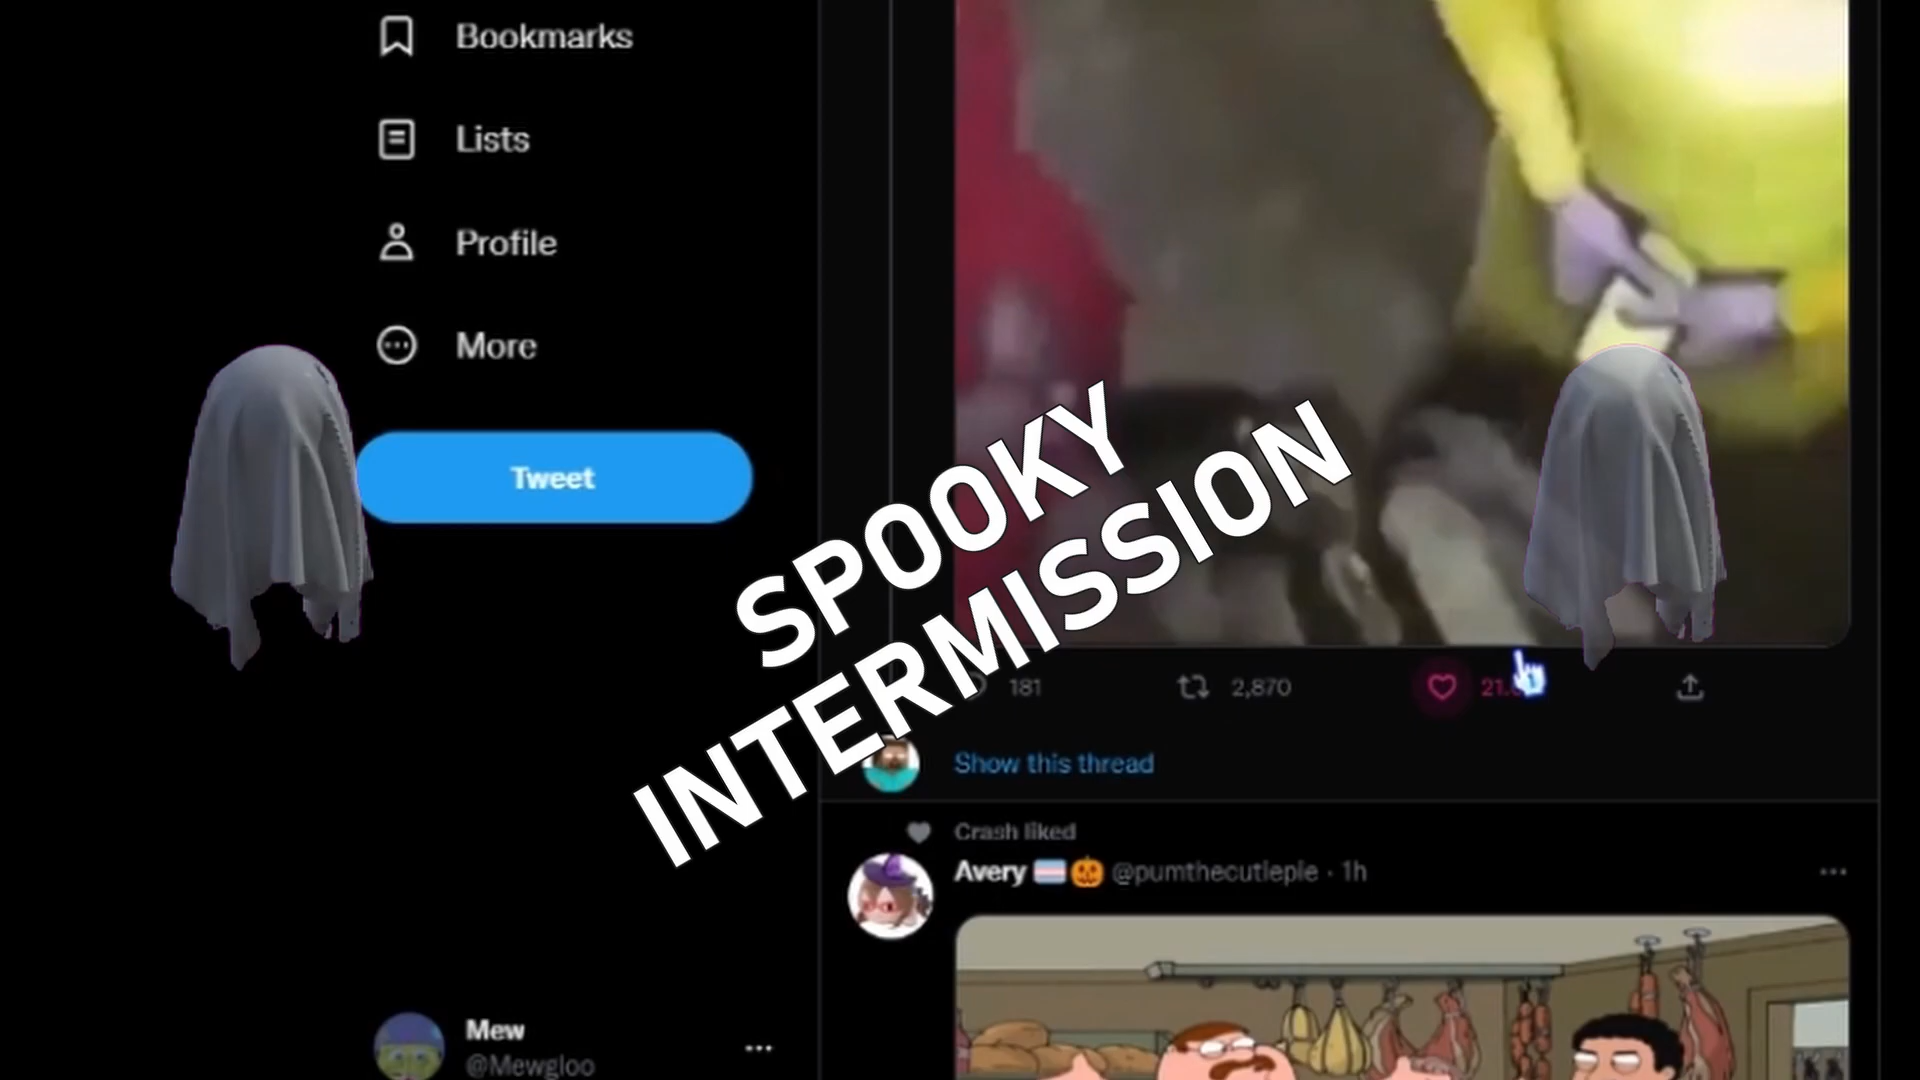 Bookmarks
Lists
Profile
More
Tweet
SPOOKY
INTERMISSION
181
2,870
Show this thread
Crash liked
Avery @pumthecutiepie · 1h
Mew
@Mewgloo